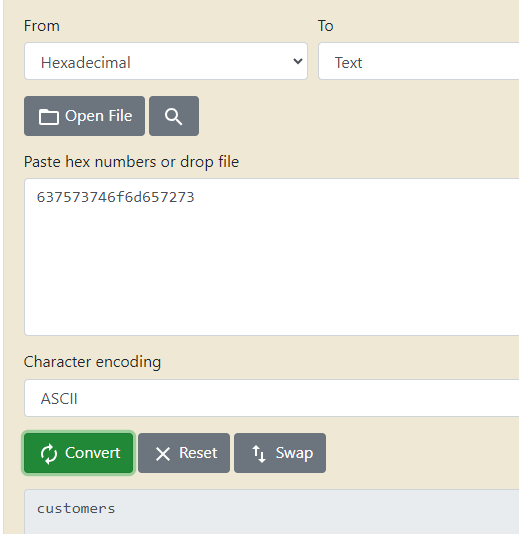 From To
Hexadecimal Text
Open File
Paste hex numbers or drop file
637573746f6d657273
Character encoding
ASCII
Convert Reset Swap
customers